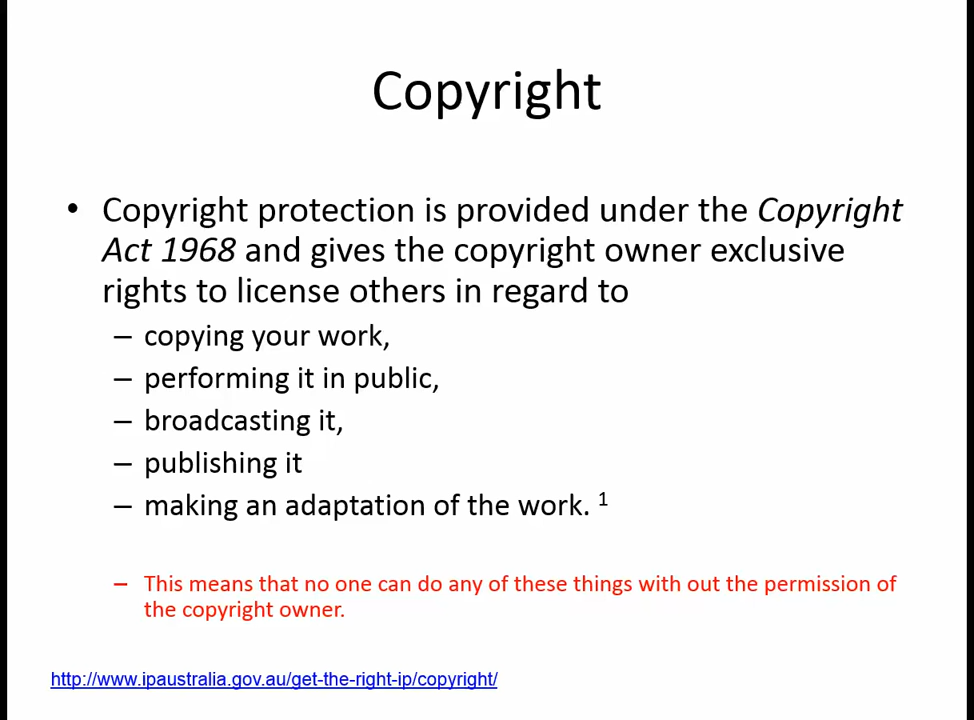 Copyright
• Copyright protection is provided under the Copyright
Act 1968 and gives the copyright owner exclusive
rights to license others in regard to
– copying your work,
– performing it in public,
– broadcasting it,
– publishing it
– making an adaptation of the work. 1
– This means that no one can do any of these things with out the permission of
the copyright owner.
http://www.ipaustralia.gov.au/get-the-right-ip/copyright/